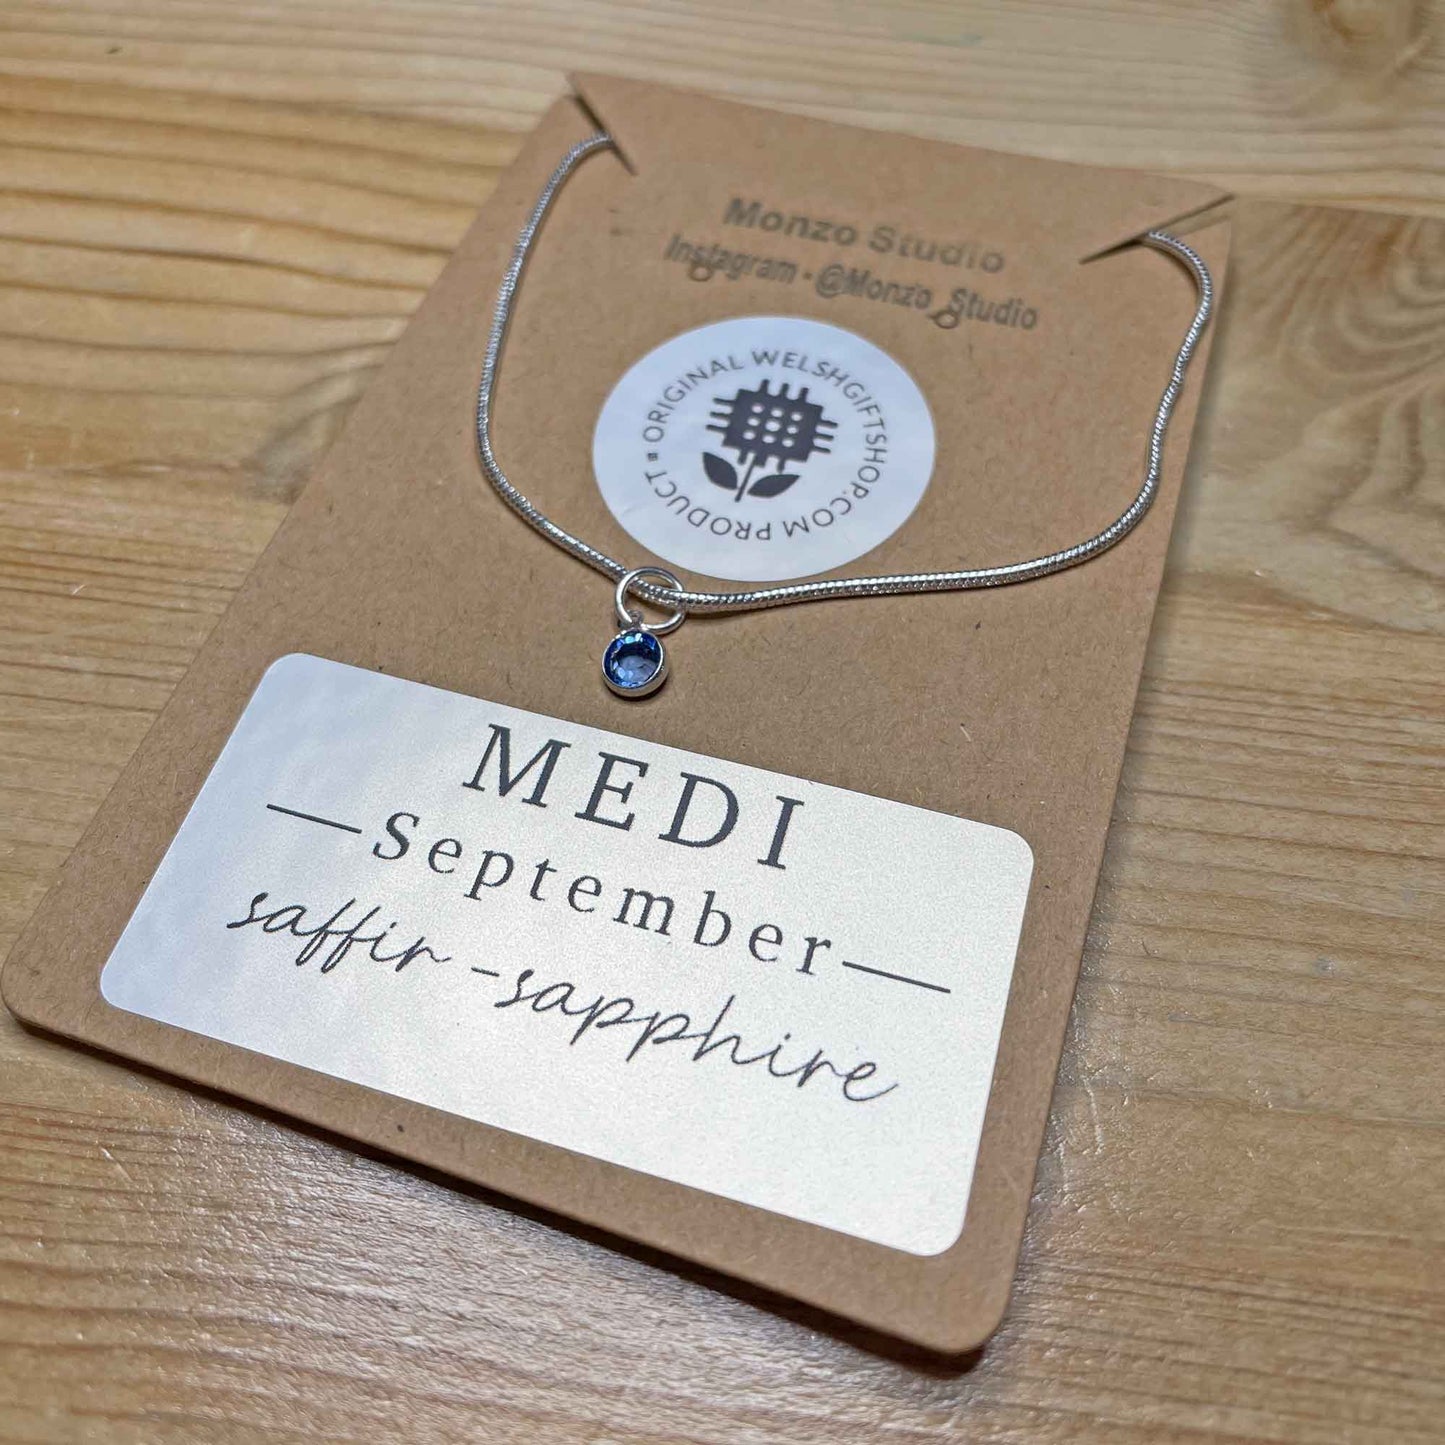 Monzo Studio
Instagram - @Monzo_Studio
ORIGINAL WELSHGIFTSHOP.COM PRODUCT
MEDI
—September—
saffir - sapphire